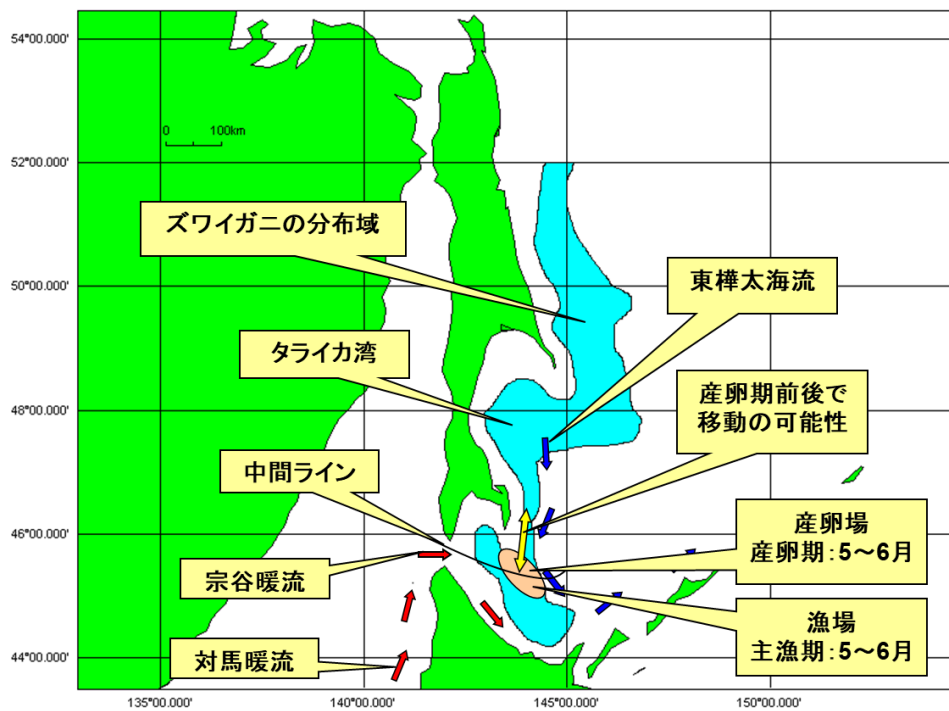 54°00.000'
0 100km
52°00.000'
ズワイガニの分布域
50°00.000'
東樺太海流
タライカ湾
48°00.000'
産卵期前後で
移動の可能性
中間ライン
46°00.000'
産卵場
産卵期:5～6月
宗谷暖流
漁場
主漁期:5～6月
対馬暖流
44°00.000'
135°00.000'
140°00.000'
145°00.000'
150°00.000'